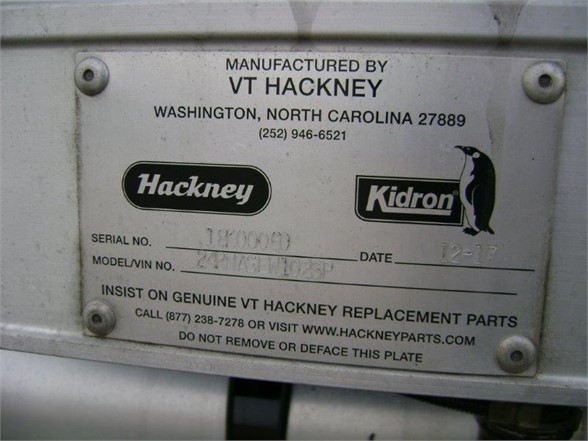 MANUFACTURED BY
VT HACKNEY
WASHINGTON, NORTH CAROLINA 27889
(252) 946-6521
Hackney
Kidron®
SERIAL NO. DATE 12-17
MODEL/VIN NO.
INSIST ON GENUINE VT HACKNEY REPLACEMENT PARTS
CALL (877) 238-7278 OR VISIT WWW.HACKNEYPARTS.COM
DO NOT REMOVE OR DEFACE THIS PLATE